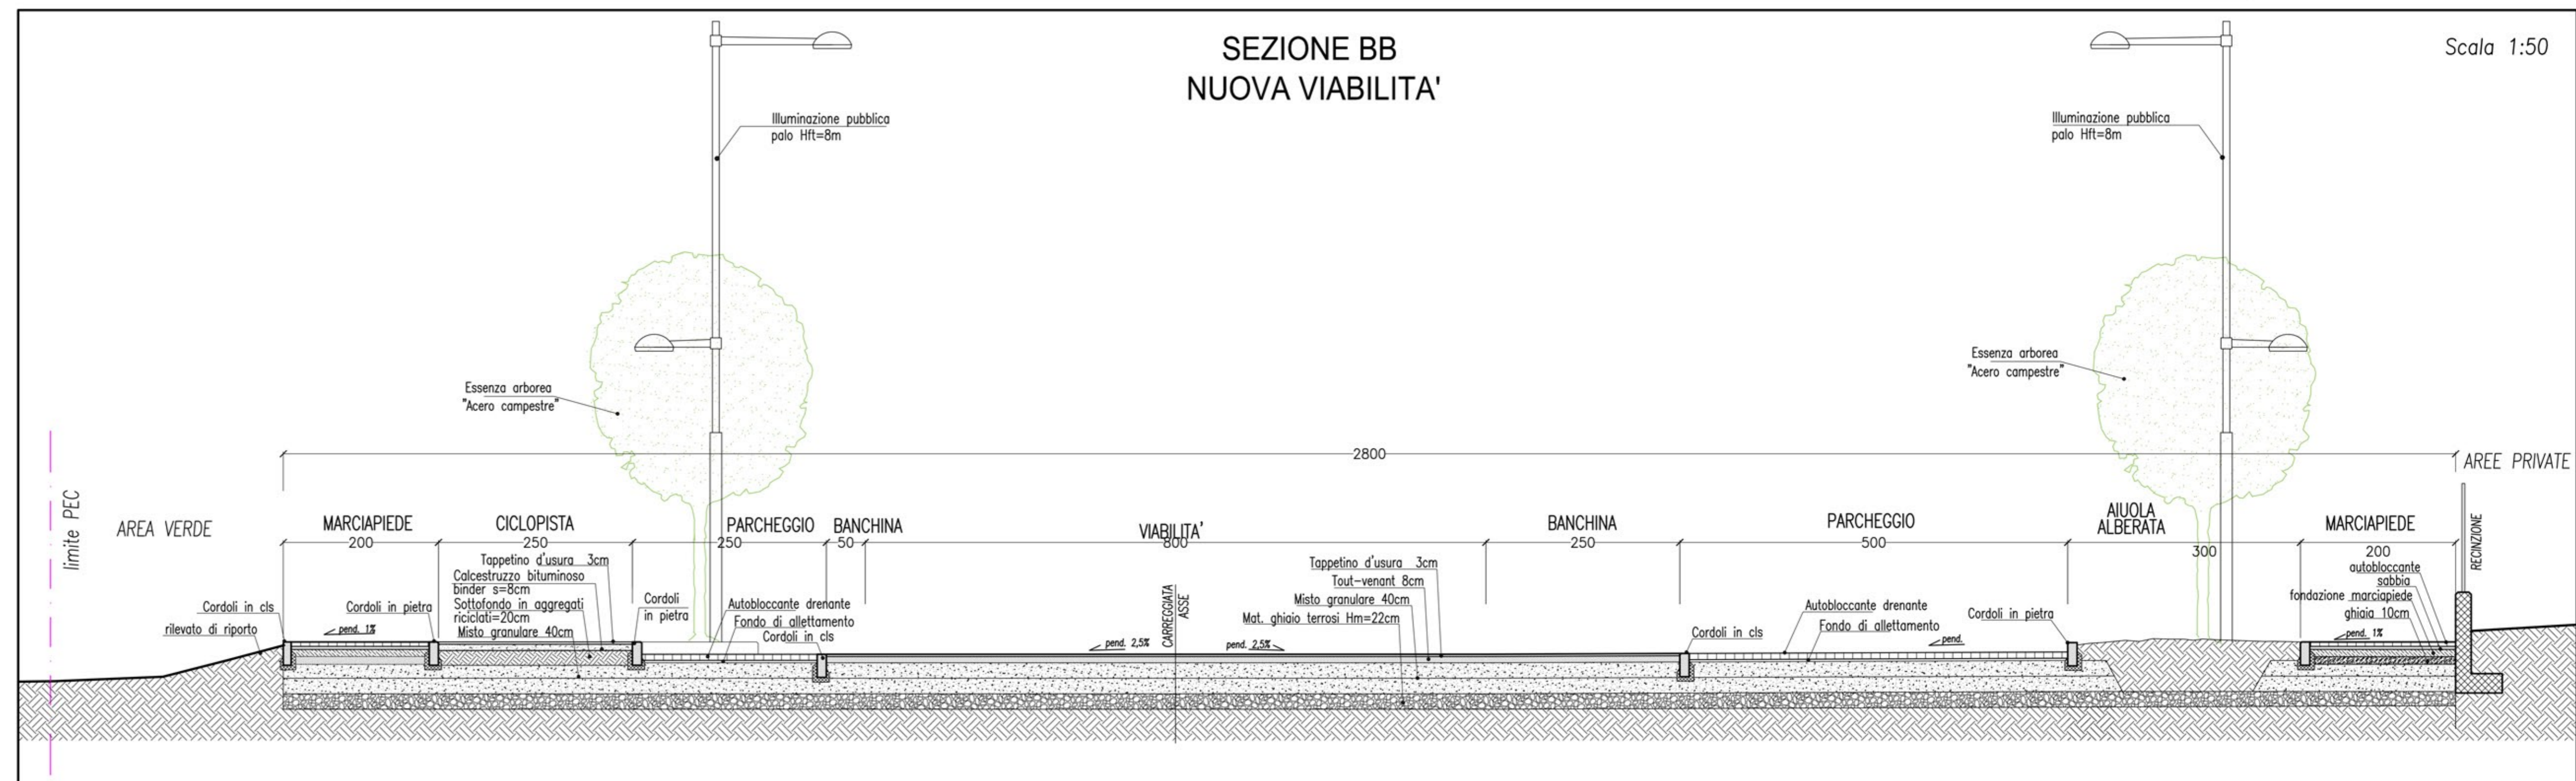 SEZIONE BB
NUOVA VIABILITA'
Scala 1:50
Illuminazione pubblica
palo Hft=8m
Illuminazione pubblica
palo Hft=8m
Essenza arborea
"Acero campestre"
Essenza arborea
"Acero campestre"
2800
limite PEC
AREA VERDE
MARCIAPIEDE
200
CICLOPISTA
250
PARCHEGGIO
250
BANCHINA
50
VIABILITA'
800
BANCHINA
250
PARCHEGGIO
500
AIUOLA
ALBERATA
300
MARCIAPIEDE
200
AREE PRIVATE
RECINZIONE
Cordoli in cls
rilevato di riporto
Cordoli in pietra
pend. 1%
Tappetino d'usura 3cm
Calcestruzzo bituminoso
binder s=8cm
Sottofondo in aggregati
riciclati=20cm
Misto granulare 40cm
Cordoli
in pietra
Autobloccante drenante
Fondo di allettamento
Cordoli in cls
pend. 2,5%
CARREGGIATA
ASSE
pend. 2,5%
Tappetino d'usura 3cm
Tout-venant 8cm
Misto granulare 40cm
Mat. ghiaio terrosi Hm=22cm
Cordoli in cls
Autobloccante drenante
Fondo di allettamento
pend.
Cordoli in pietra
autobloccante
sabbia
fondazione marciapiede
ghiaia 10cm
pend. 1%